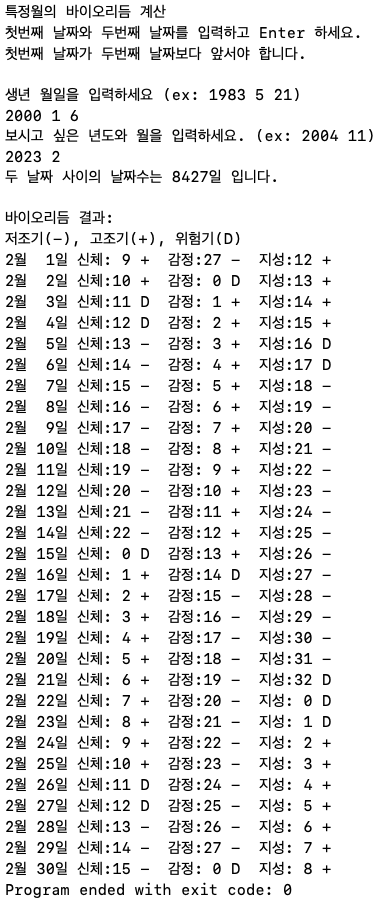 특정월의 바이오리듬 계산
첫번째 날짜와 두번째 날짜를 입력하고 Enter 하세요.
첫번째 날짜가 두번째 날짜보다 앞서야 합니다.

생년 월일을 입력하세요 (ex: 1983 5 21)
2000 1 6
보시고 싶은 년도와 월을 입력하세요. (ex: 2004 11)
2023 2
두 날짜 사이의 날짜수는 8427일 입니다.

바이오리듬 결과:
저조기(-), 고조기(+), 위험기(D)
2월  1일 신체: 9 +  감정:27 -  지성:12 +
2월  2일 신체:10 +  감정: 0 D  지성:13 +
2월  3일 신체:11 D  감정: 1 +  지성:14 +
2월  4일 신체:12 D  감정: 2 +  지성:15 +
2월  5일 신체:13 -  감정: 3 +  지성:16 D
2월  6일 신체:14 -  감정: 4 +  지성:17 D
2월  7일 신체:15 -  감정: 5 +  지성:18 -
2월  8일 신체:16 -  감정: 6 +  지성:19 -
2월  9일 신체:17 -  감정: 7 +  지성:20 -
2월 10일 신체:18 -  감정: 8 +  지성:21 -
2월 11일 신체:19 -  감정: 9 +  지성:22 -
2월 12일 신체:20 -  감정:10 +  지성:23 -
2월 13일 신체:21 -  감정:11 +  지성:24 -
2월 14일 신체:22 -  감정:12 +  지성:25 -
2월 15일 신체: 0 D  감정:13 +  지성:26 -
2월 16일 신체: 1 +  감정:14 D  지성:27 -
2월 17일 신체: 2 +  감정:15 -  지성:28 -
2월 18일 신체: 3 +  감정:16 -  지성:29 -
2월 19일 신체: 4 +  감정:17 -  지성:30 -
2월 20일 신체: 5 +  감정:18 -  지성:31 -
2월 21일 신체: 6 +  감정:19 -  지성:32 D
2월 22일 신체: 7 +  감정:20 -  지성: 0 D
2월 23일 신체: 8 +  감정:21 -  지성: 1 D
2월 24일 신체: 9 +  감정:22 -  지성: 2 +
2월 25일 신체:10 +  감정:23 -  지성: 3 +
2월 26일 신체:11 D  감정:24 -  지성: 4 +
2월 27일 신체:12 D  감정:25 -  지성: 5 +
2월 28일 신체:13 -  감정:26 -  지성: 6 +
2월 29일 신체:14 -  감정:27 -  지성: 7 +
2월 30일 신체:15 -  감정: 0 D  지성: 8 +
Program ended with exit code: 0